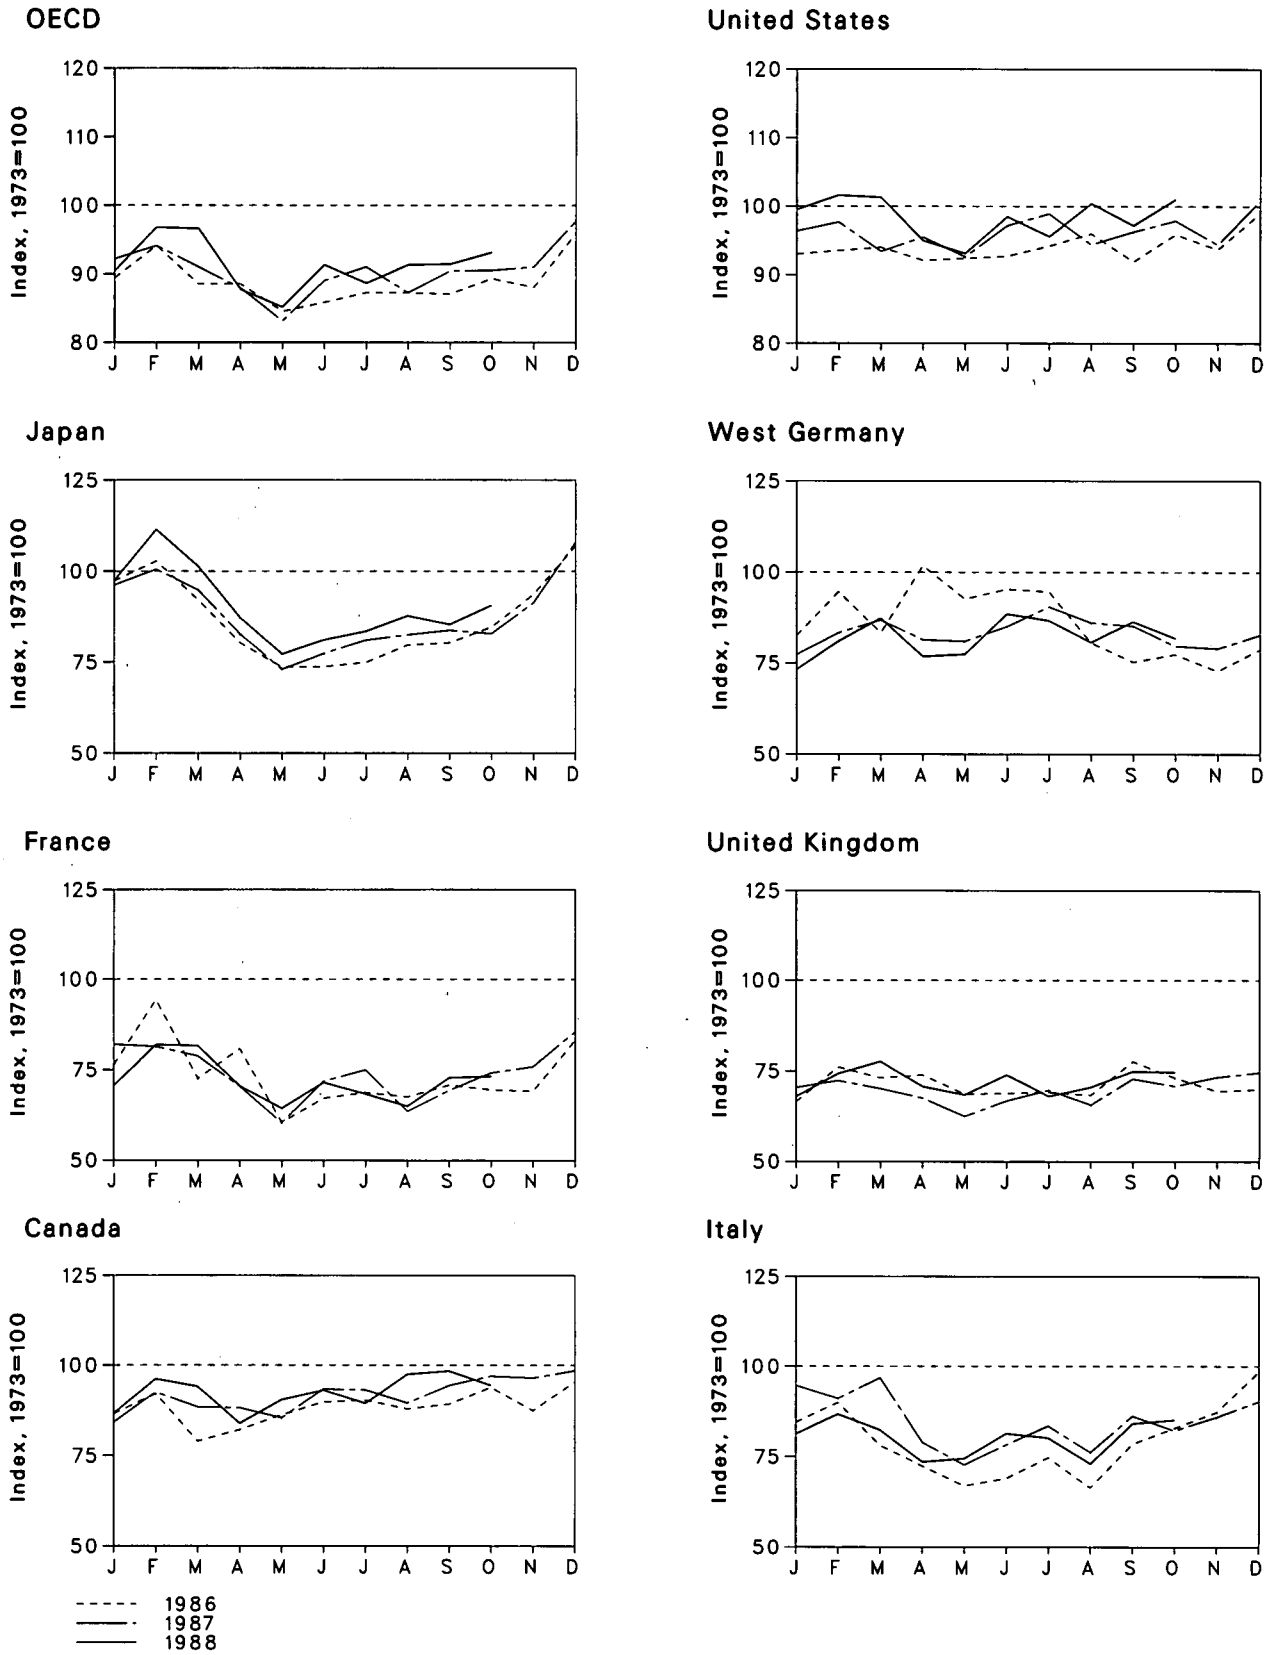 OECD
Index, 1973=100
120
110
100
90
80
J F M A M J J A S O N D
United States
Index, 1973=100
120
110
100
90
80
J F M A M J J A S O N D
Japan
Index, 1973=100
125
100
75
50
J F M A M J J A S O N D
West Germany
Index, 1973=100
125
100
75
50
J F M A M J J A S O N D
France
Index, 1973=100
125
100
75
50
J F M A M J J A S O N D
United Kingdom
Index, 1973=100
125
100
75
50
J F M A M J J A S O N D
Canada
Index, 1973=100
125
100
75
50
J F M A M J J A S O N D
Italy
Index, 1973=100
125
100
75
50
J F M A M J J A S O N D
1986
1987
1988